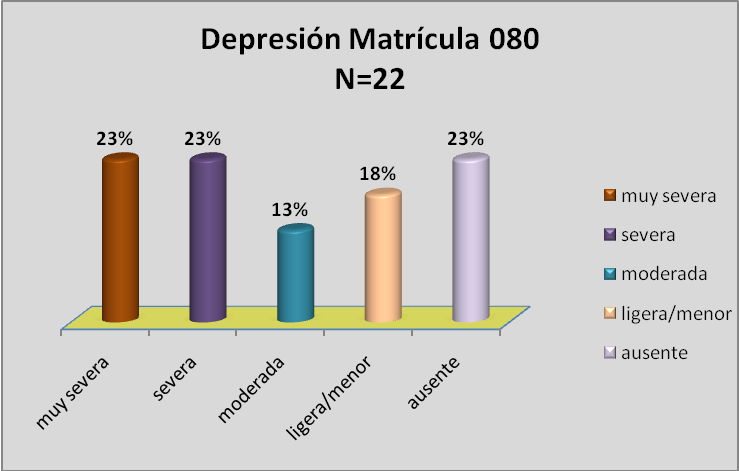 Depresión Matrícula 080
N=22
23%
23%
13%
18%
23%
muy severa
severa
moderada
ligera/menor
ausente
muy severa
severa
moderada
ligera/menor
ausente